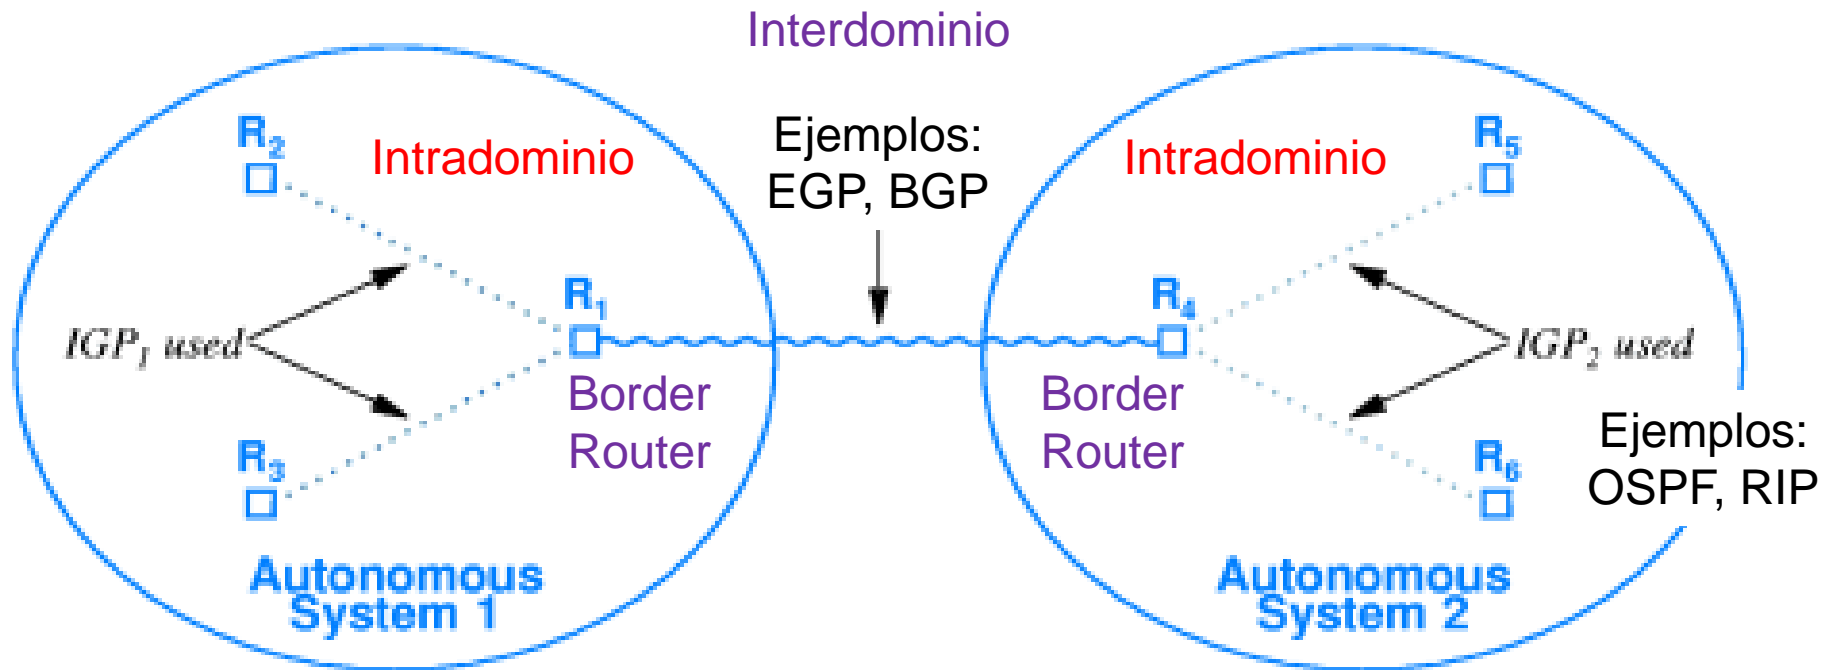 Interdominio
R2
Intradominio
Ejemplos:
EGP, BGP
Intradominio
R5
IGP1 used
R1
R4
IGP2 used
Border
Router
Border
Router
R3
R6
Ejemplos:
OSPF, RIP
Autonomous
System 1
Autonomous
System 2